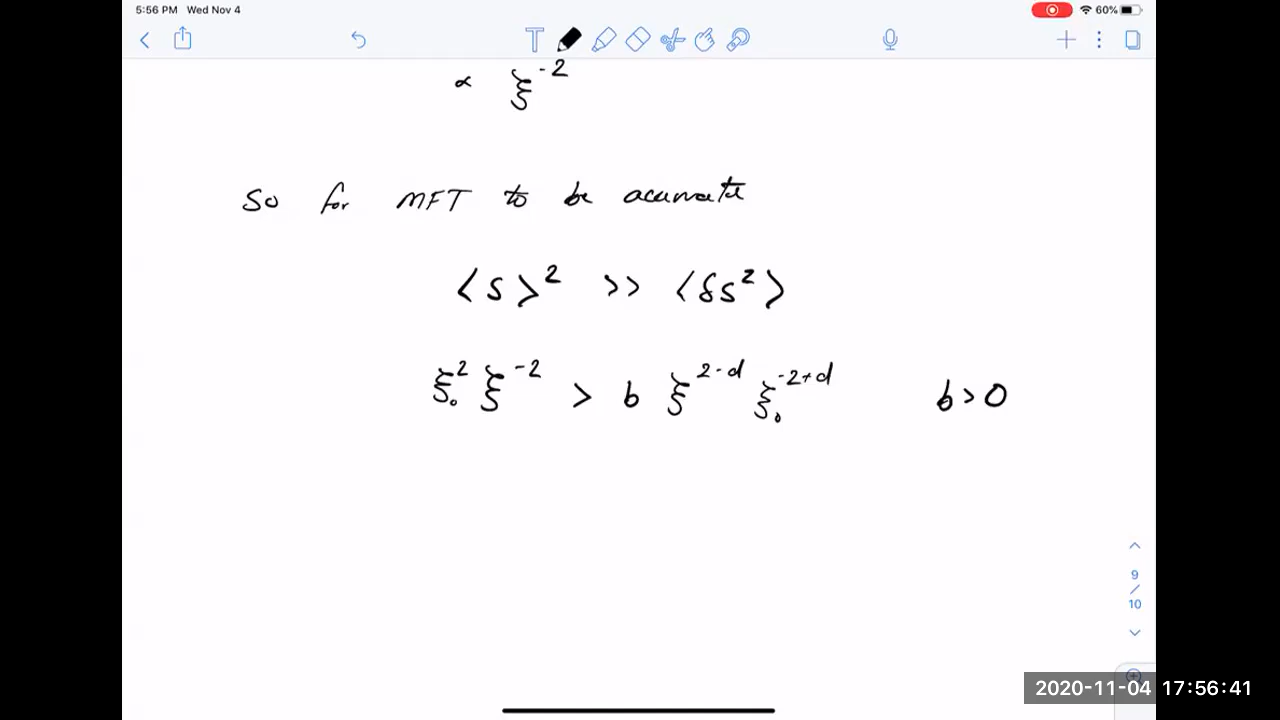 5:56 PM Wed Nov 4 60%
∝ ξ^{-2}
So for MFT to be acurate
⟨s⟩² >> ⟨δs²⟩
ξ₀² ξ^{-2} > b ξ^{2-d} ξ₀^{-2+d} b>0
9
/
10
2020-11-04 17:56:41